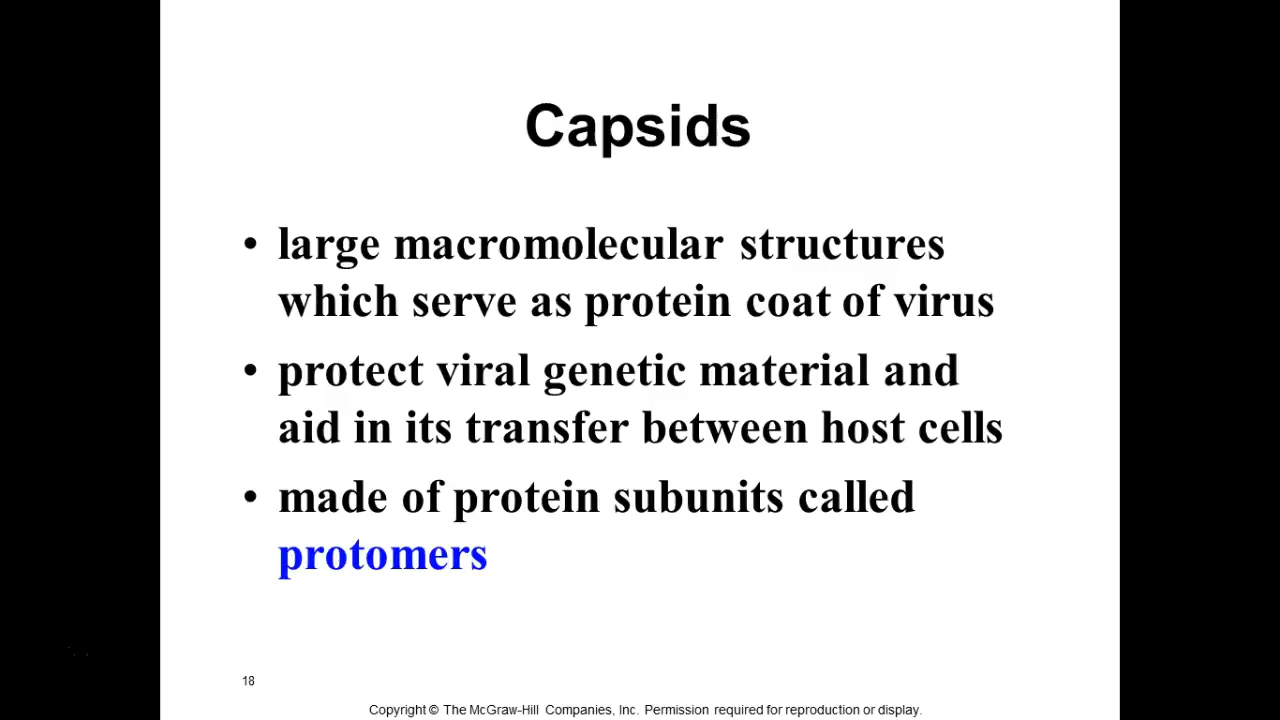 Capsids
• large macromolecular structures
which serve as protein coat of virus
• protect viral genetic material and
aid in its transfer between host cells
• made of protein subunits called
protomers
18
Copyright © The McGraw-Hill Companies, Inc. Permission required for reproduction or display.